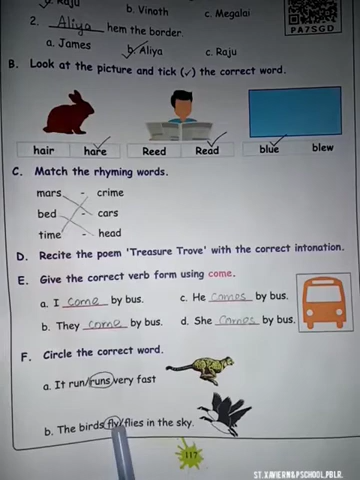 b. Vinoth
c. Megalai
2. Aliya hem the border.
a. James
b. Aliya
c. Raju
PA7SGD
B. Look at the picture and tick (✓) the correct word.
hair
hare
Reed
Read
blue
blew
C. Match the rhyming words.
mars - crime
bed - cars
time - head
D. Recite the poem 'Treasure Trove' with the correct intonation.
E. Give the correct verb form using come.
a. I come by bus.
c. He comes by bus.
b. They come by bus.
d. She comes by bus.
F. Circle the correct word.
a. It run/runs very fast
b. The birds fly/flies in the sky.
117
ST.XAVIERN&PSCHOOL,PDLR.